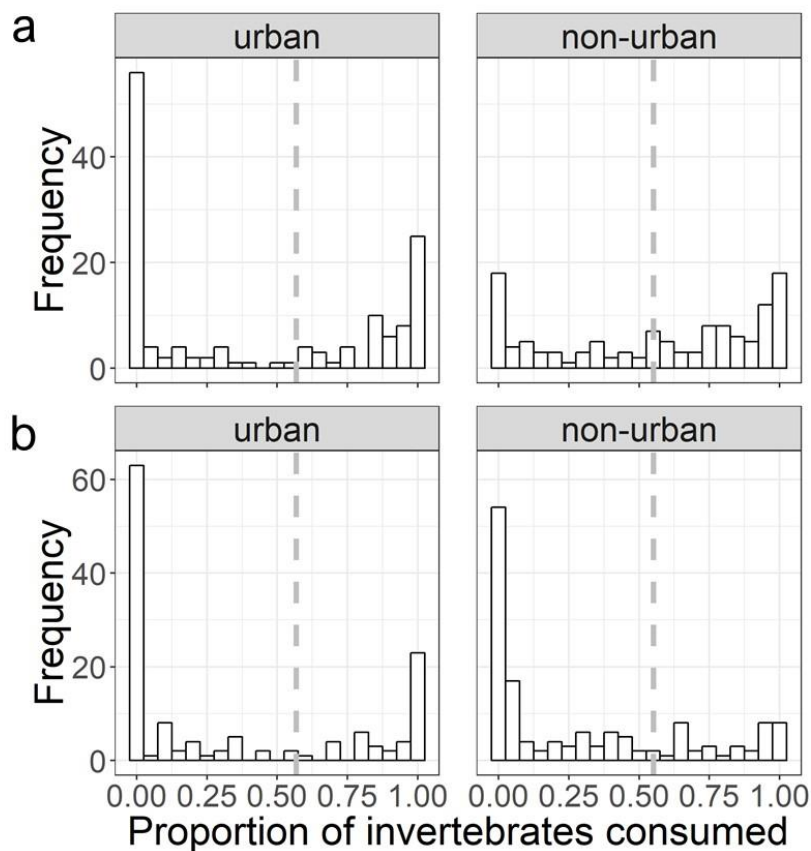 a
urban non-urban
Frequency
40
20
0
b
urban non-urban
Frequency
60
40
20
0
0.00 0.25 0.50 0.75 1.00 0.00 0.25 0.50 0.75 1.00
Proportion of invertebrates consumed